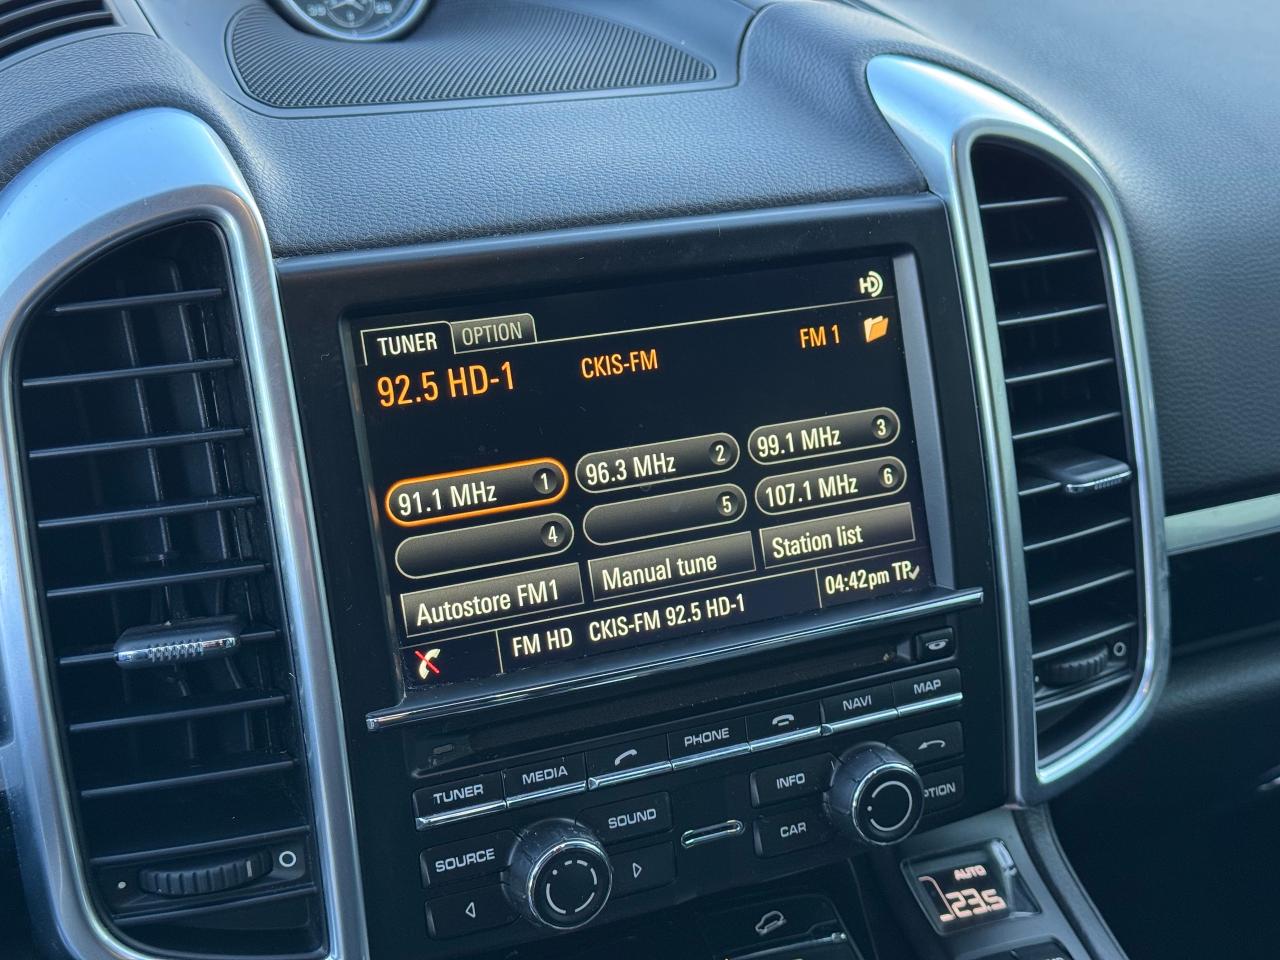 HD
TUNER OPTION
92.5 HD-1 CKIS-FM FM 1
91.1 MHz 1 96.3 MHz 2 99.1 MHz 3
4 5 107.1 MHz 6
Autostore FM1 Manual tune Station list
FM HD CKIS-FM 92.5 HD-1 04:42pm TP
TUNER MEDIA PHONE NAVI MAP
SOURCE SOUND INFO
CAR OPTION
AUTO
23.5